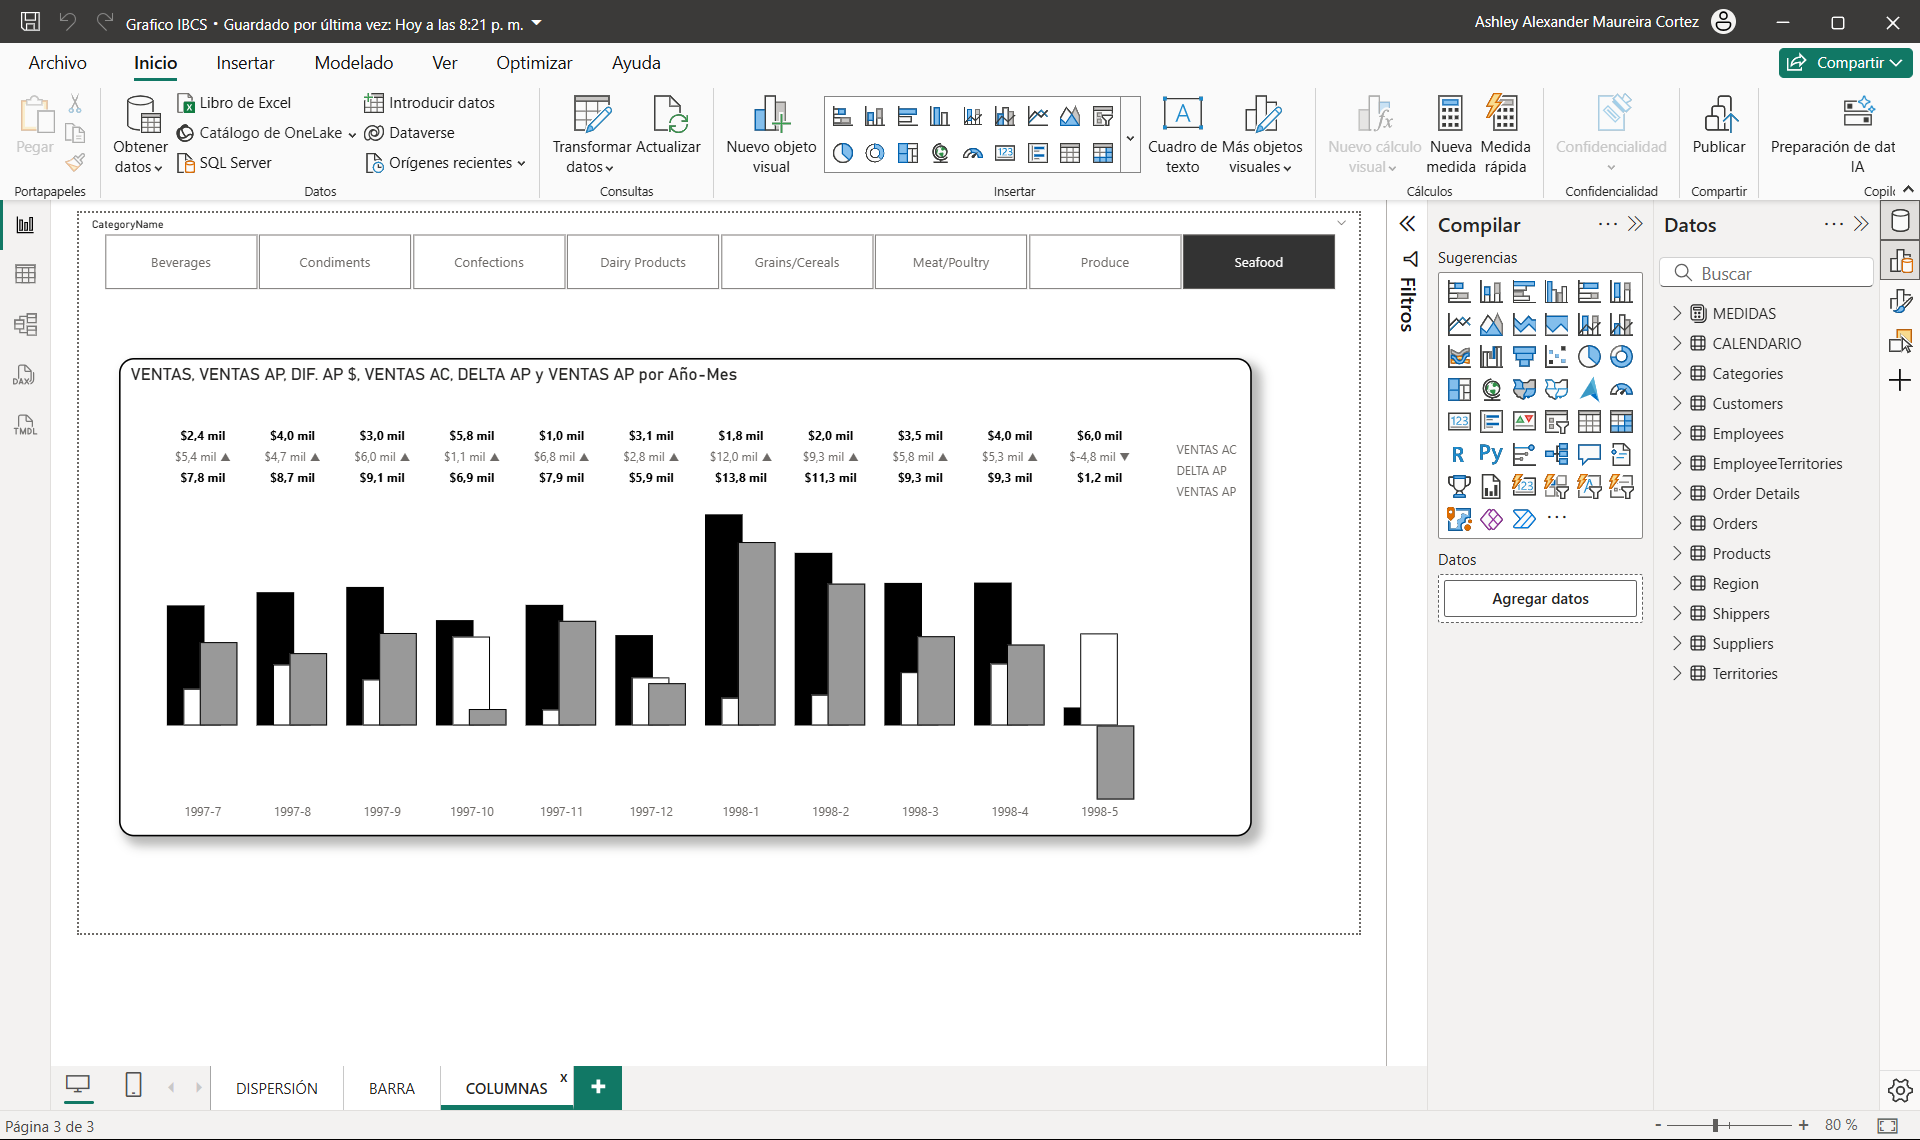 Grafico IBCS • Guardado por última vez: Hoy a las 8:21 p. m.
Ashley Alexander Maureira Cortez
Archivo
Inicio
Insertar
Modelado
Ver
Optimizar
Ayuda
Compartir
Pegar
Portapapeles
Obtener datos
Libro de Excel
Catálogo de OneLake
SQL Server
Introducir datos
Dataverse
Orígenes recientes
Datos
Transformar datos
Actualizar
Consultas
Nuevo objeto visual
Insertar
Cuadro de texto
Más objetos visuales
Nuevo cálculo visual
Nueva medida
Medida rápida
Cálculos
Confidencialidad
Confidencialidad
Publicar
Compartir
Preparación de dat
IA
Copilc
CategoryName
Beverages
Condiments
Confections
Dairy Products
Grains/Cereals
Meat/Poultry
Produce
Seafood
VENTAS, VENTAS AP, DIF. AP $, VENTAS AC, DELTA AP y VENTAS AP por Año-Mes
$2,4 mil $4,0 mil $3,0 mil $5,8 mil $1,0 mil $3,1 mil $1,8 mil $2,0 mil $3,5 mil $4,0 mil $6,0 mil
VENTAS AC
$5,4 mil ▲ $4,7 mil ▲ $6,0 mil ▲ $1,1 mil ▲ $6,8 mil ▲ $2,8 mil ▲ $12,0 mil ▲ $9,3 mil ▲ $5,8 mil ▲ $5,3 mil ▲ $-4,8 mil ▼
DELTA AP
$7,8 mil $8,7 mil $9,1 mil $6,9 mil $7,9 mil $5,9 mil $13,8 mil $11,3 mil $9,3 mil $9,3 mil $1,2 mil
VENTAS AP
1997-7 1997-8 1997-9 1997-10 1997-11 1997-12 1998-1 1998-2 1998-3 1998-4 1998-5
Filtros
Compilar
Sugerencias
Datos
Agregar datos
Datos
Buscar
MEDIDAS
CALENDARIO
Categories
Customers
Employees
EmployeeTerritories
Order Details
Orders
Products
Region
Shippers
Suppliers
Territories
DISPERSIÓN
BARRA
COLUMNAS
x
+
Página 3 de 3
- + 80 %
DAX
TMDL
R
Py
123